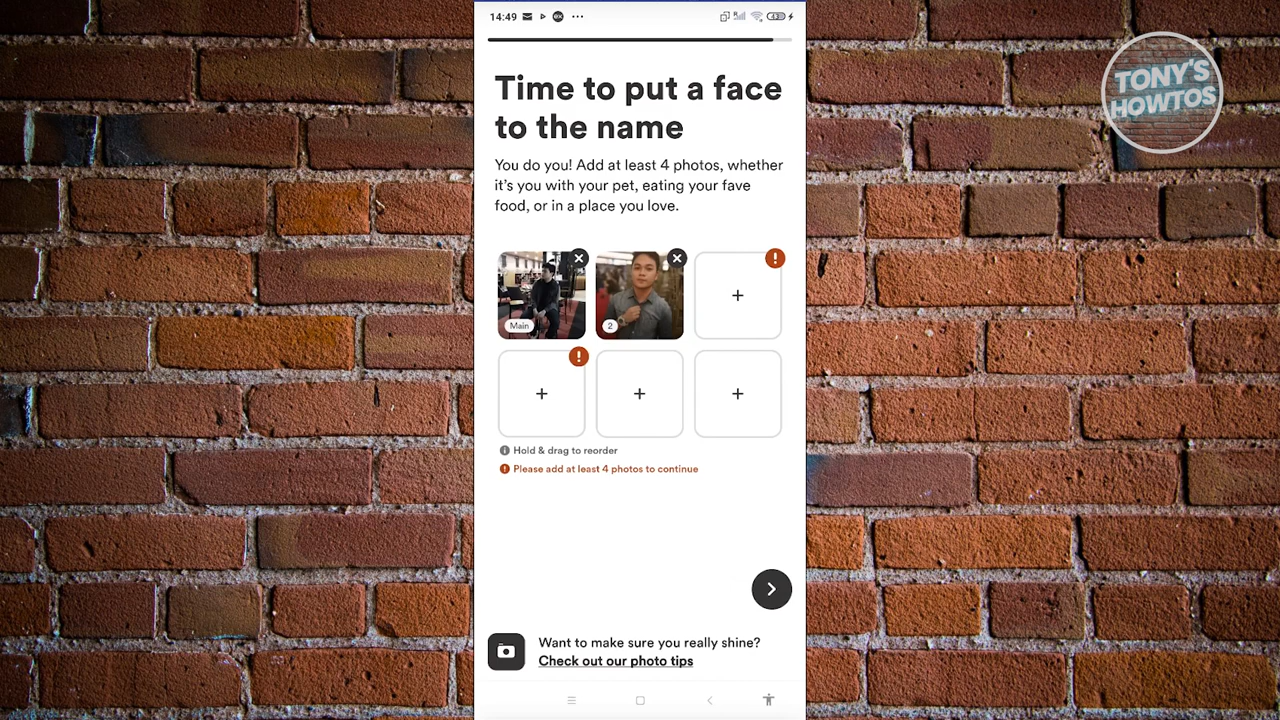 14:49
TONY'S
HOWTOS
Time to put a face
to the name
You do you! Add at least 4 photos, whether
it's you with your pet, eating your fave
food, or in a place you love.
Main
2
Hold & drag to reorder
Please add at least 4 photos to continue
Want to make sure you really shine?
Check out our photo tips